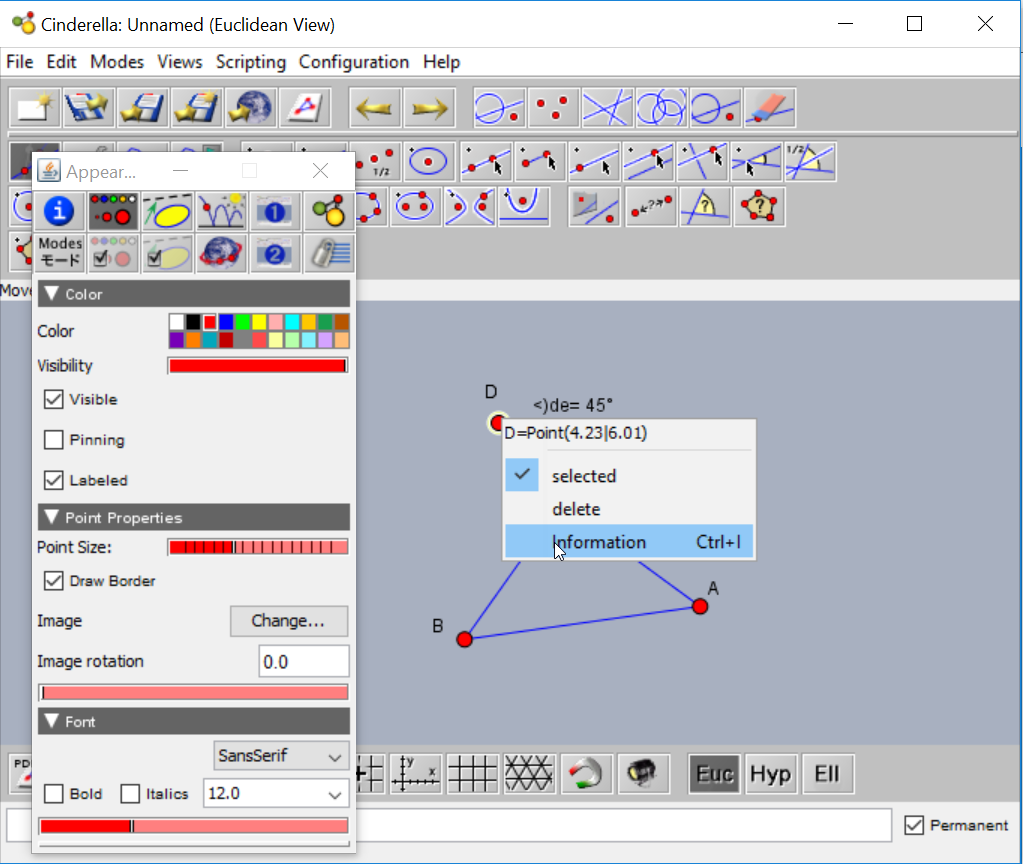 Cinderella: Unnamed (Euclidean View)
File Edit Modes Views Scripting Configuration Help
1/2
1/2
Appear...
Modes
モード
1
2
Move
Color
Color
Visibility
Visible
Pinning
Labeled
Point Properties
Point Size:
Draw Border
Image Change...
Image rotation 0.0
Font
SansSerif
Bold Italics 12.0
D
<)de= 45°
D=Point(4.23|6.01)
selected
delete
Information Ctrl+I
A
B
PDF
y
x
Euc Hyp Ell
Permanent